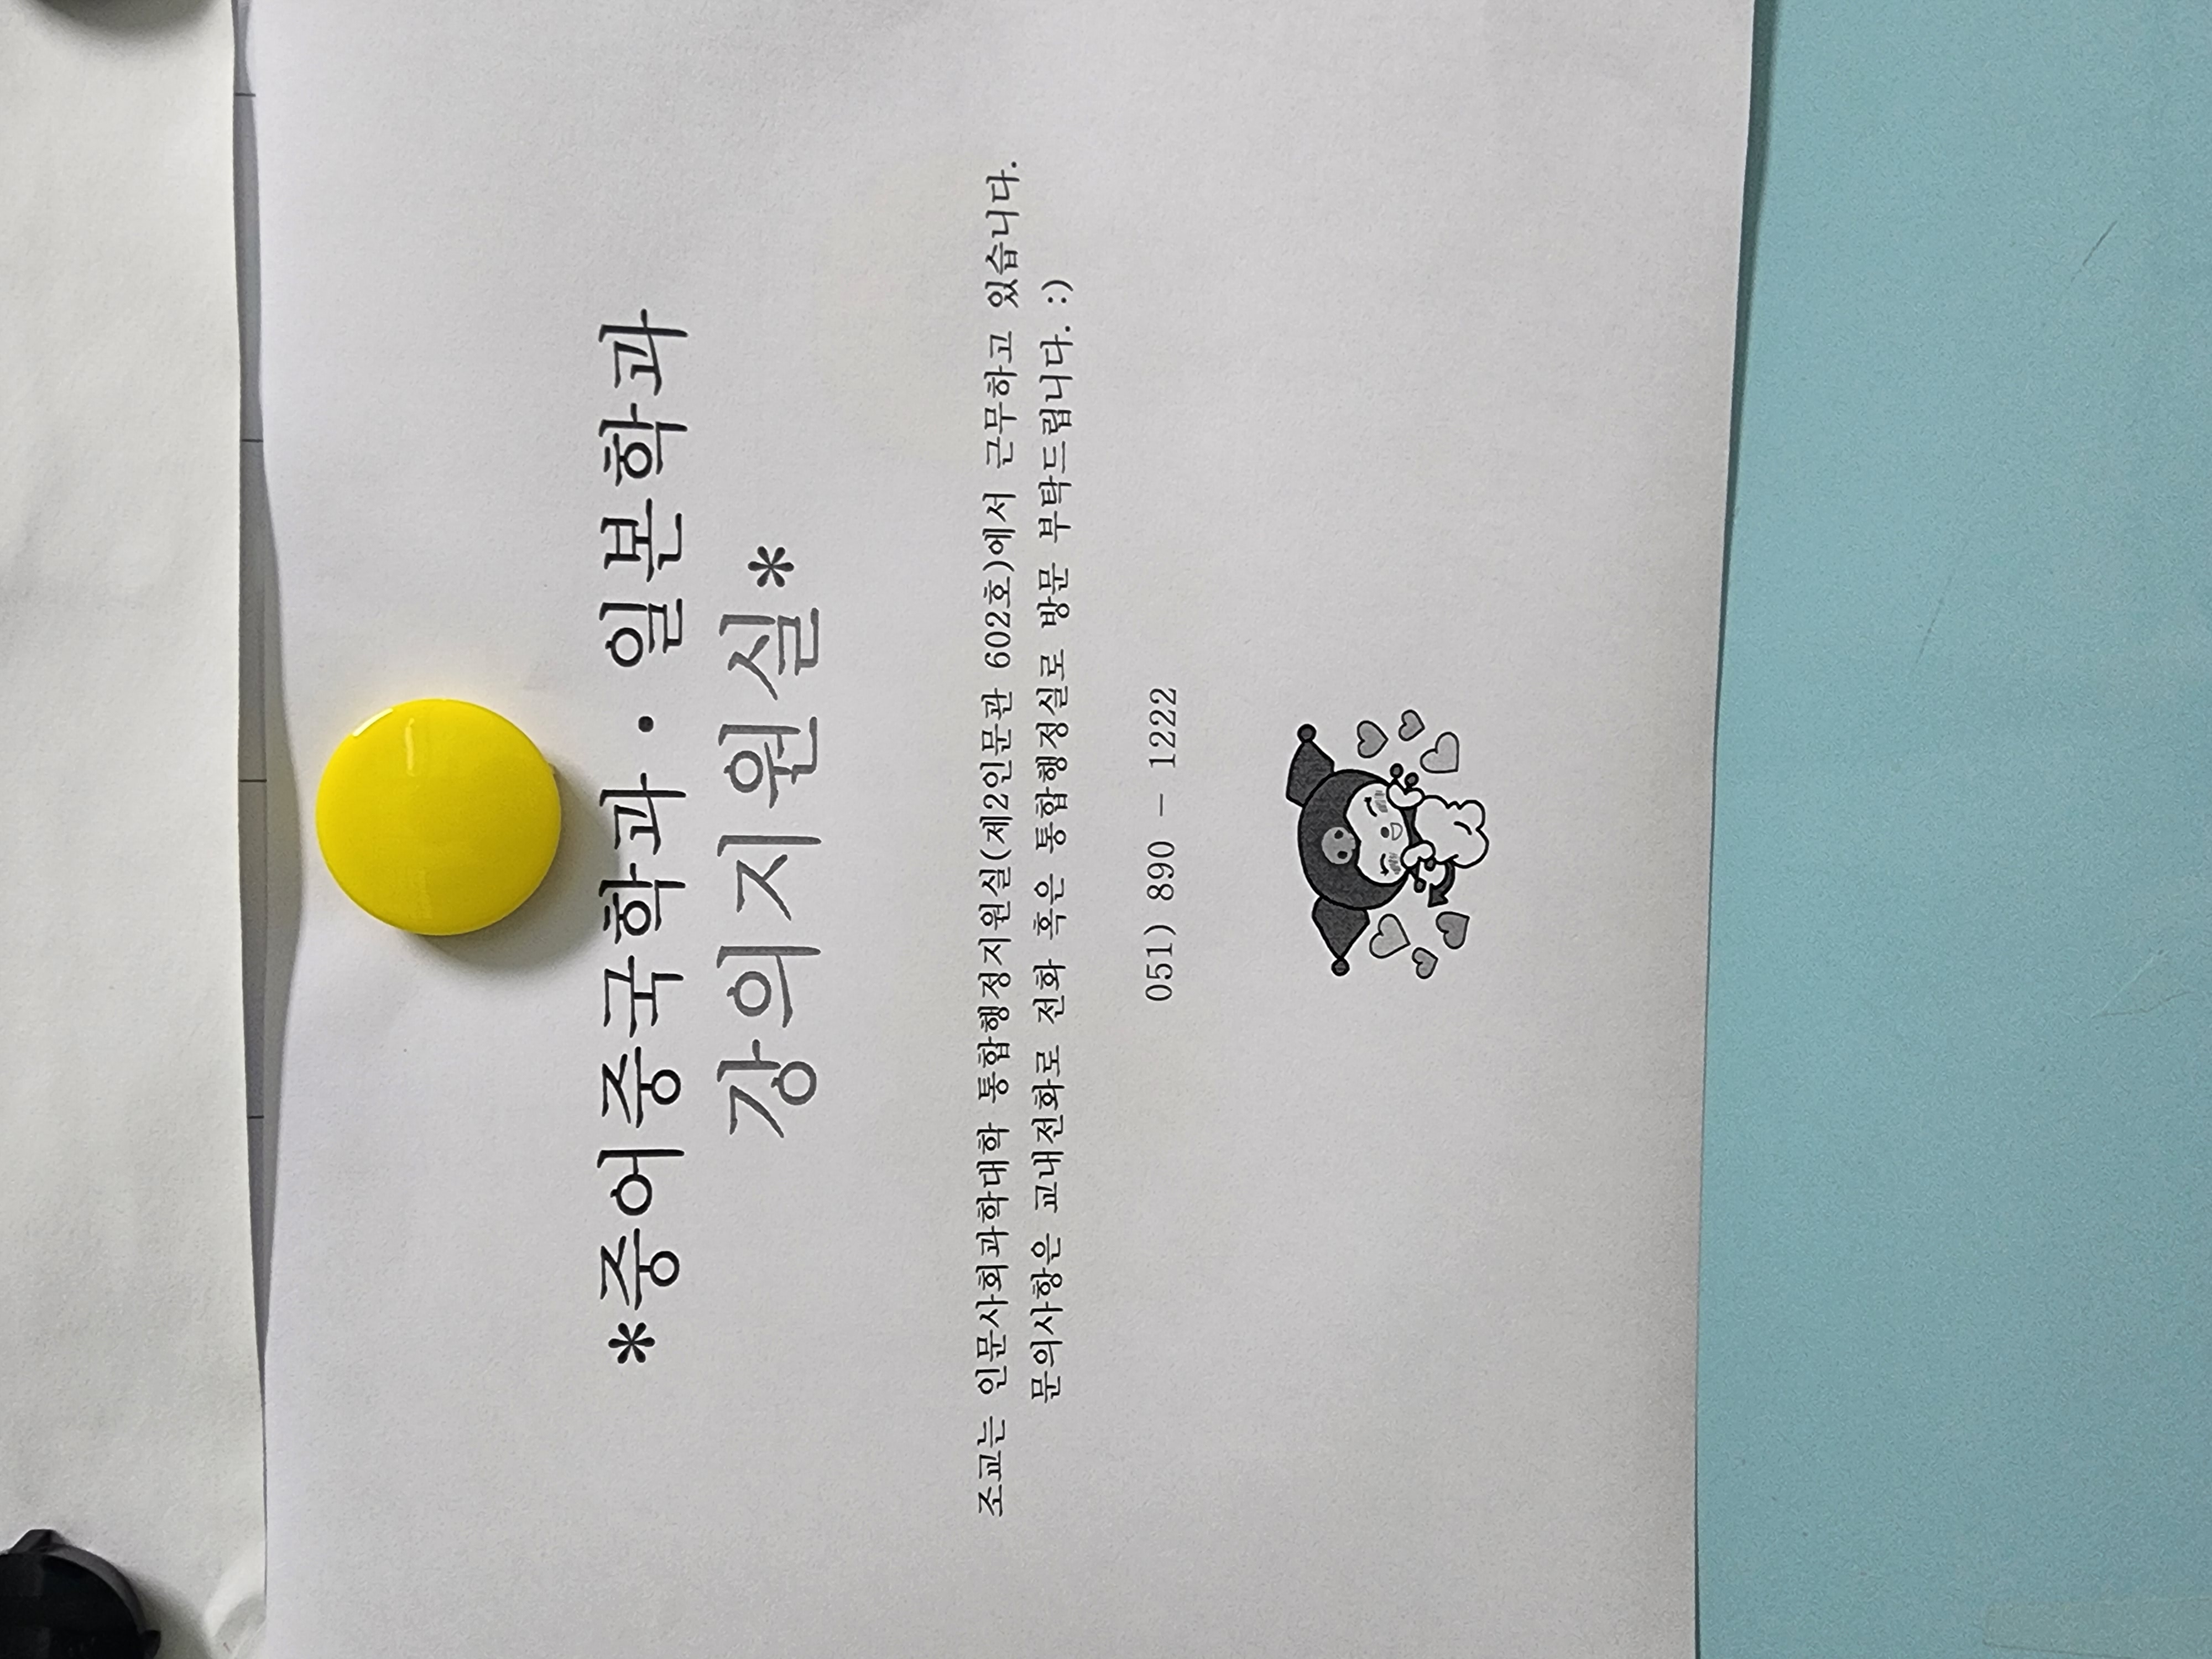 *중어중국학과 · 일본학과
강의지원실*
조교는 인문사회과학대학 통합행정지원실(제2인문관 602호)에서 근무하고 있습니다.
문의사항은 교내전화로 전화 혹은 통합행정실로 방문 부탁드립니다. :)
051) 890 - 1222